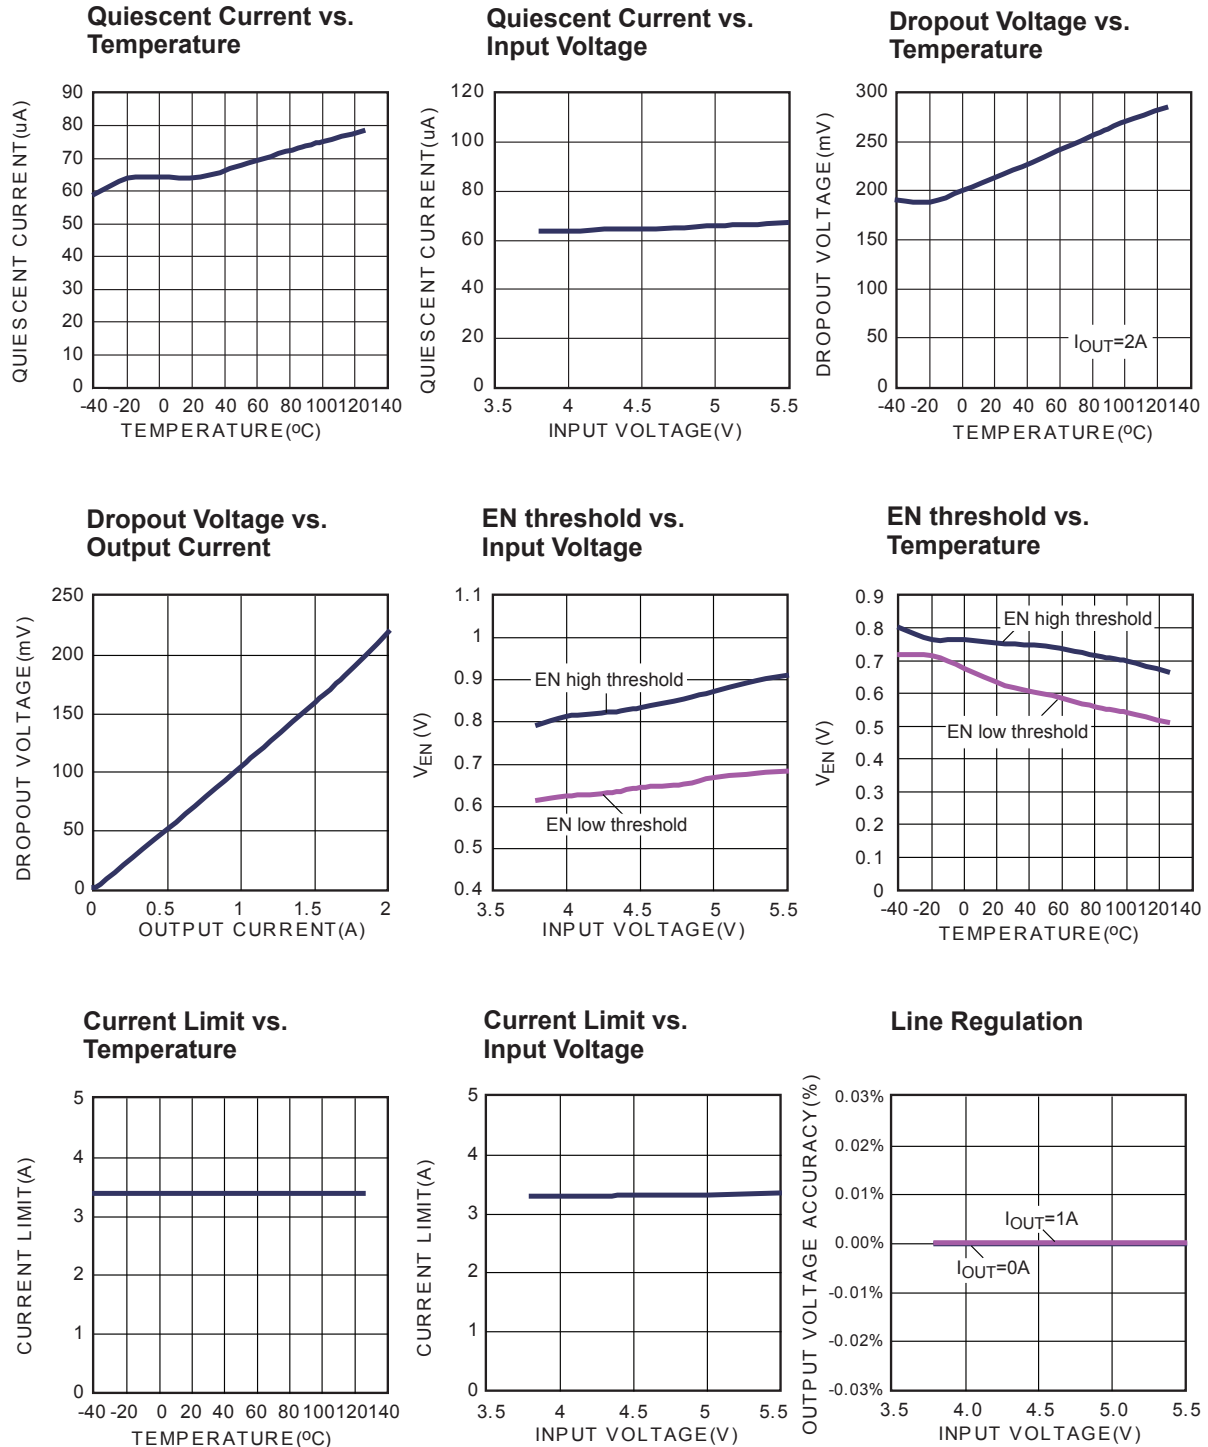 Quiescent Current vs.
Temperature
QUIESCENT CURRENT(uA)
90
80
70
60
50
40
30
20
10
0
-40 -20 0 20 40 60 80 100 120 140
TEMPERATURE(ºC)
Quiescent Current vs.
Input Voltage
QUIESCENT CURRENT(uA)
120
100
80
60
40
20
0
3.5 4 4.5 5 5.5
INPUT VOLTAGE(V)
Dropout Voltage vs.
Temperature
DROPOUT VOLTAGE(mV)
300
250
200
150
100
50
0
IOUT=2A
-40 -20 0 20 40 60 80 100 120 140
TEMPERATURE(ºC)
Dropout Voltage vs.
Output Current
DROPOUT VOLTAGE(mV)
250
200
150
100
50
0
0 0.5 1 1.5 2
OUTPUT CURRENT(A)
EN threshold vs.
Input Voltage
VEN (V)
1.1
1
0.9
0.8
0.7
0.6
0.5
0.4
EN high threshold
EN low threshold
3.5 4 4.5 5 5.5
INPUT VOLTAGE(V)
EN threshold vs.
Temperature
VEN (V)
0.9
0.8
0.7
0.6
0.5
0.4
0.3
0.2
0.1
0
EN high threshold
EN low threshold
-40 -20 0 20 40 60 80 100 120 140
TEMPERATURE(ºC)
Current Limit vs.
Temperature
CURRENT LIMIT(A)
5
4
3
2
1
0
-40 -20 0 20 40 60 80 100 120 140
TEMPERATURE(ºC)
Current Limit vs.
Input Voltage
CURRENT LIMIT(A)
5
4
3
2
1
0
3.5 4 4.5 5 5.5
INPUT VOLTAGE(V)
Line Regulation
OUTPUT VOLTAGE ACCURACY(%)
0.03%
0.02%
0.01%
0.00%
-0.01%
-0.02%
-0.03%
IOUT=1A
IOUT=0A
3.5 4.0 4.5 5.0 5.5
INPUT VOLTAGE(V)